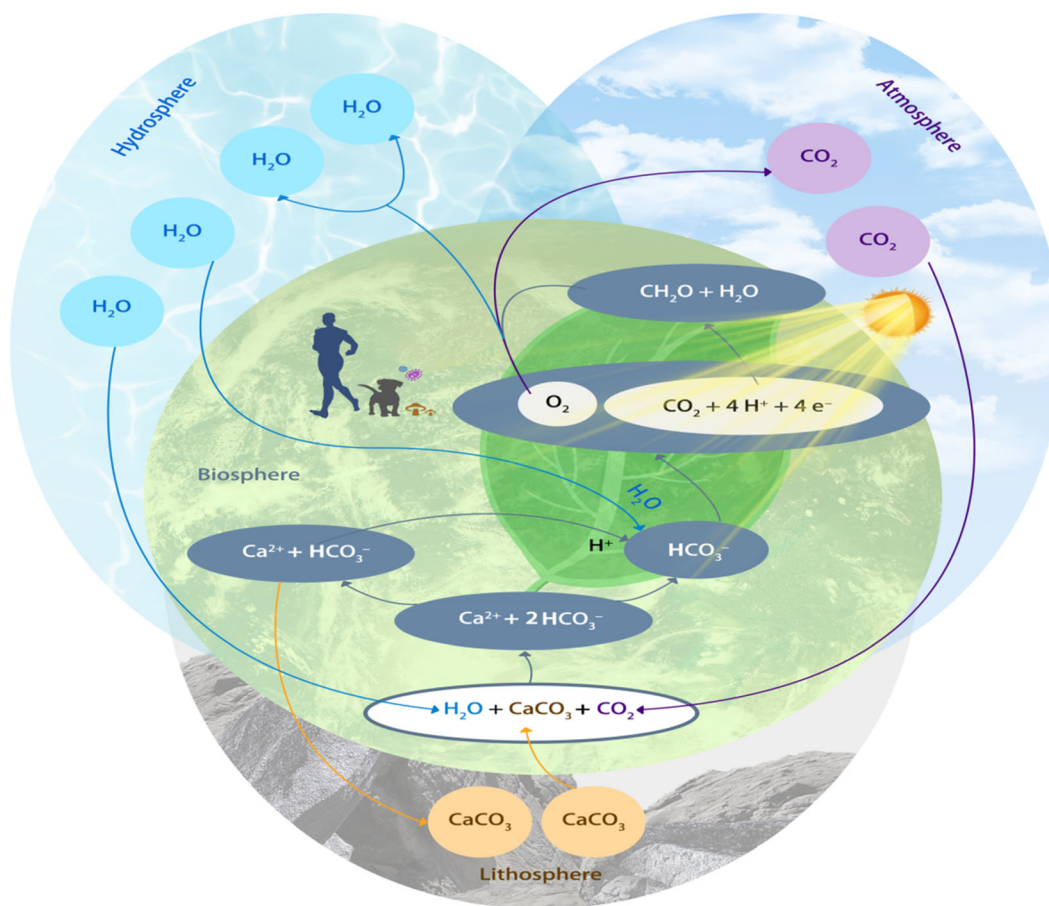 Hydrosphere
Atmosphere
H₂O
H₂O
H₂O
H₂O
CO₂
CO₂
CH₂O + H₂O
O₂
CO₂ + 4 H⁺ + 4 e⁻
Biosphere
H₂O
H⁺
HCO₃⁻
Ca²⁺ + HCO₃⁻
Ca²⁺ + 2 HCO₃⁻
H₂O + CaCO₃ + CO₂
CaCO₃
CaCO₃
Lithosphere